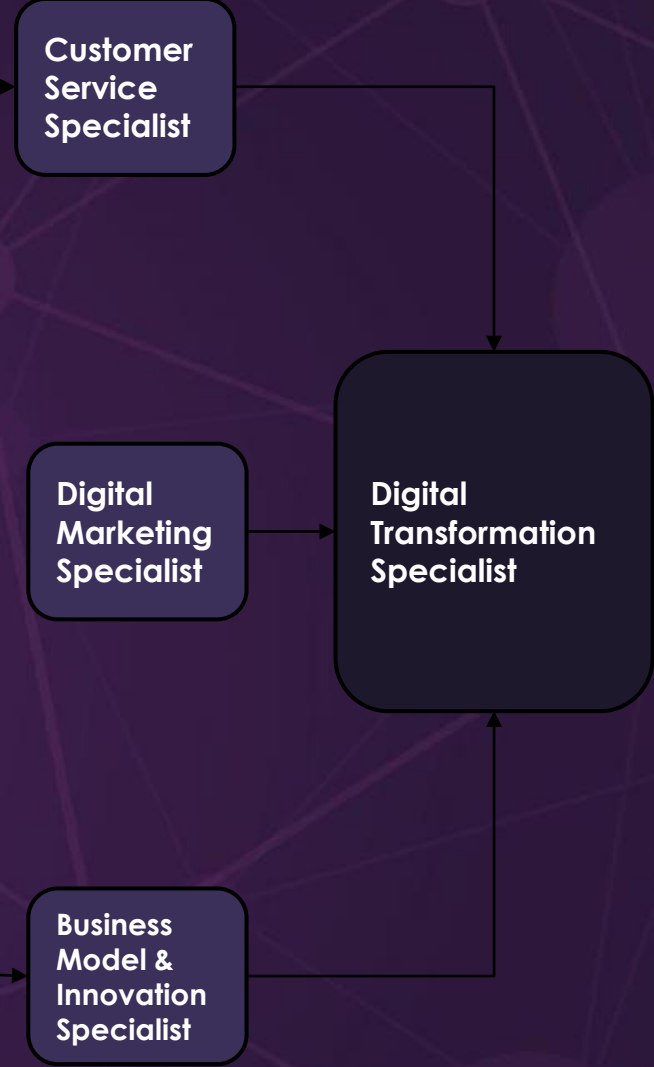 Customer
Service
Specialist
Digital
Marketing
Specialist
Digital
Transformation
Specialist
Business
Model &
Innovation
Specialist